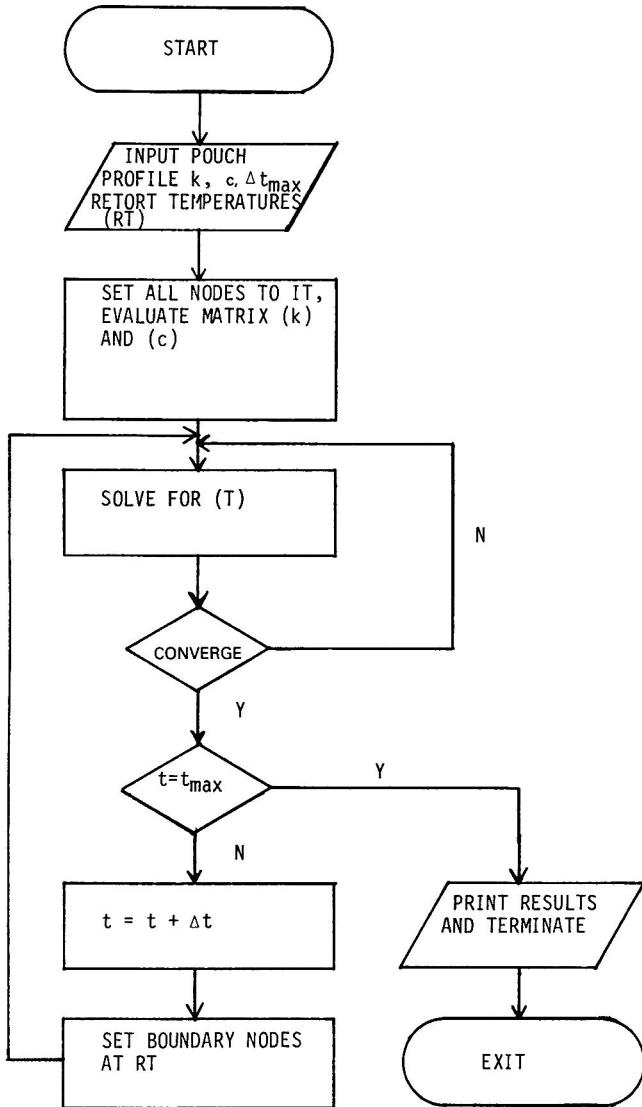 START
INPUT POUCH
PROFILE k, c, Δt_max
RETORT TEMPERATURES
(RT)
SET ALL NODES TO IT,
EVALUATE MATRIX (k)
AND (c)
SOLVE FOR (T)
N
CONVERGE
Y
t=t_max
Y
N
t = t + Δt
PRINT RESULTS
AND TERMINATE
SET BOUNDARY NODES
AT RT
EXIT